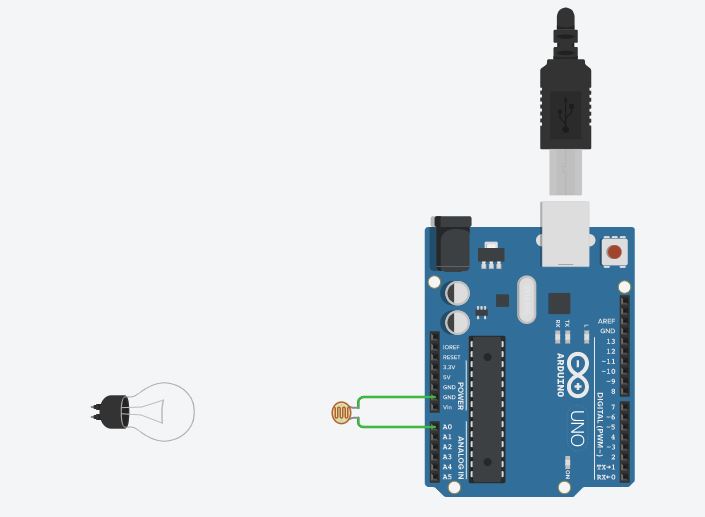 RX
TX
L
AREF
GND
13
12
~11
~10
~9
8
IOREF
RESET
3.3V
5V
GND
GND
Vin
POWER
ARDUINO
UNO
DIGITAL (PWM~)
7
~6
~5
4
~3
2
TX→1
RX←0
A0
A1
A2
A3
A4
A5
ANALOG IN
ON